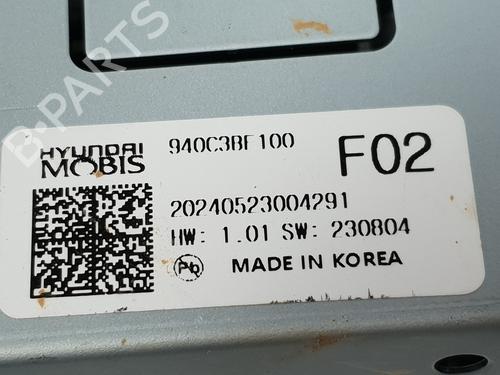 B-PARTS
HYUNDAI
MOBIS
940C3BF100
F02
20240523004291
HW: 1.01 SW: 230804
Pb
MADE IN KOREA